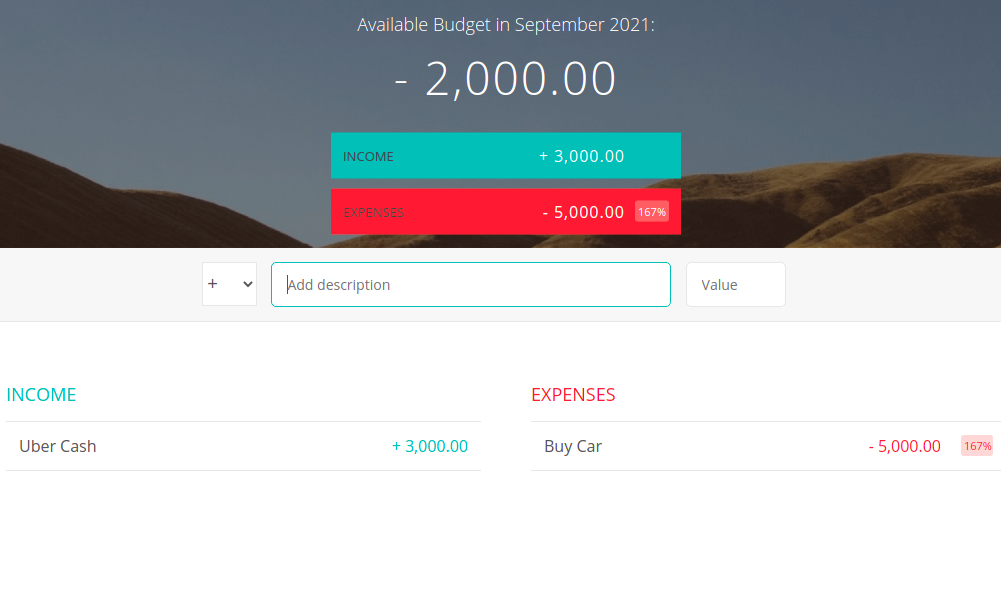 Available Budget in September 2021:
- 2,000.00
INCOME + 3,000.00
EXPENSES - 5,000.00 167%
+ Add description Value
INCOME
Uber Cash + 3,000.00
EXPENSES
Buy Car - 5,000.00 167%